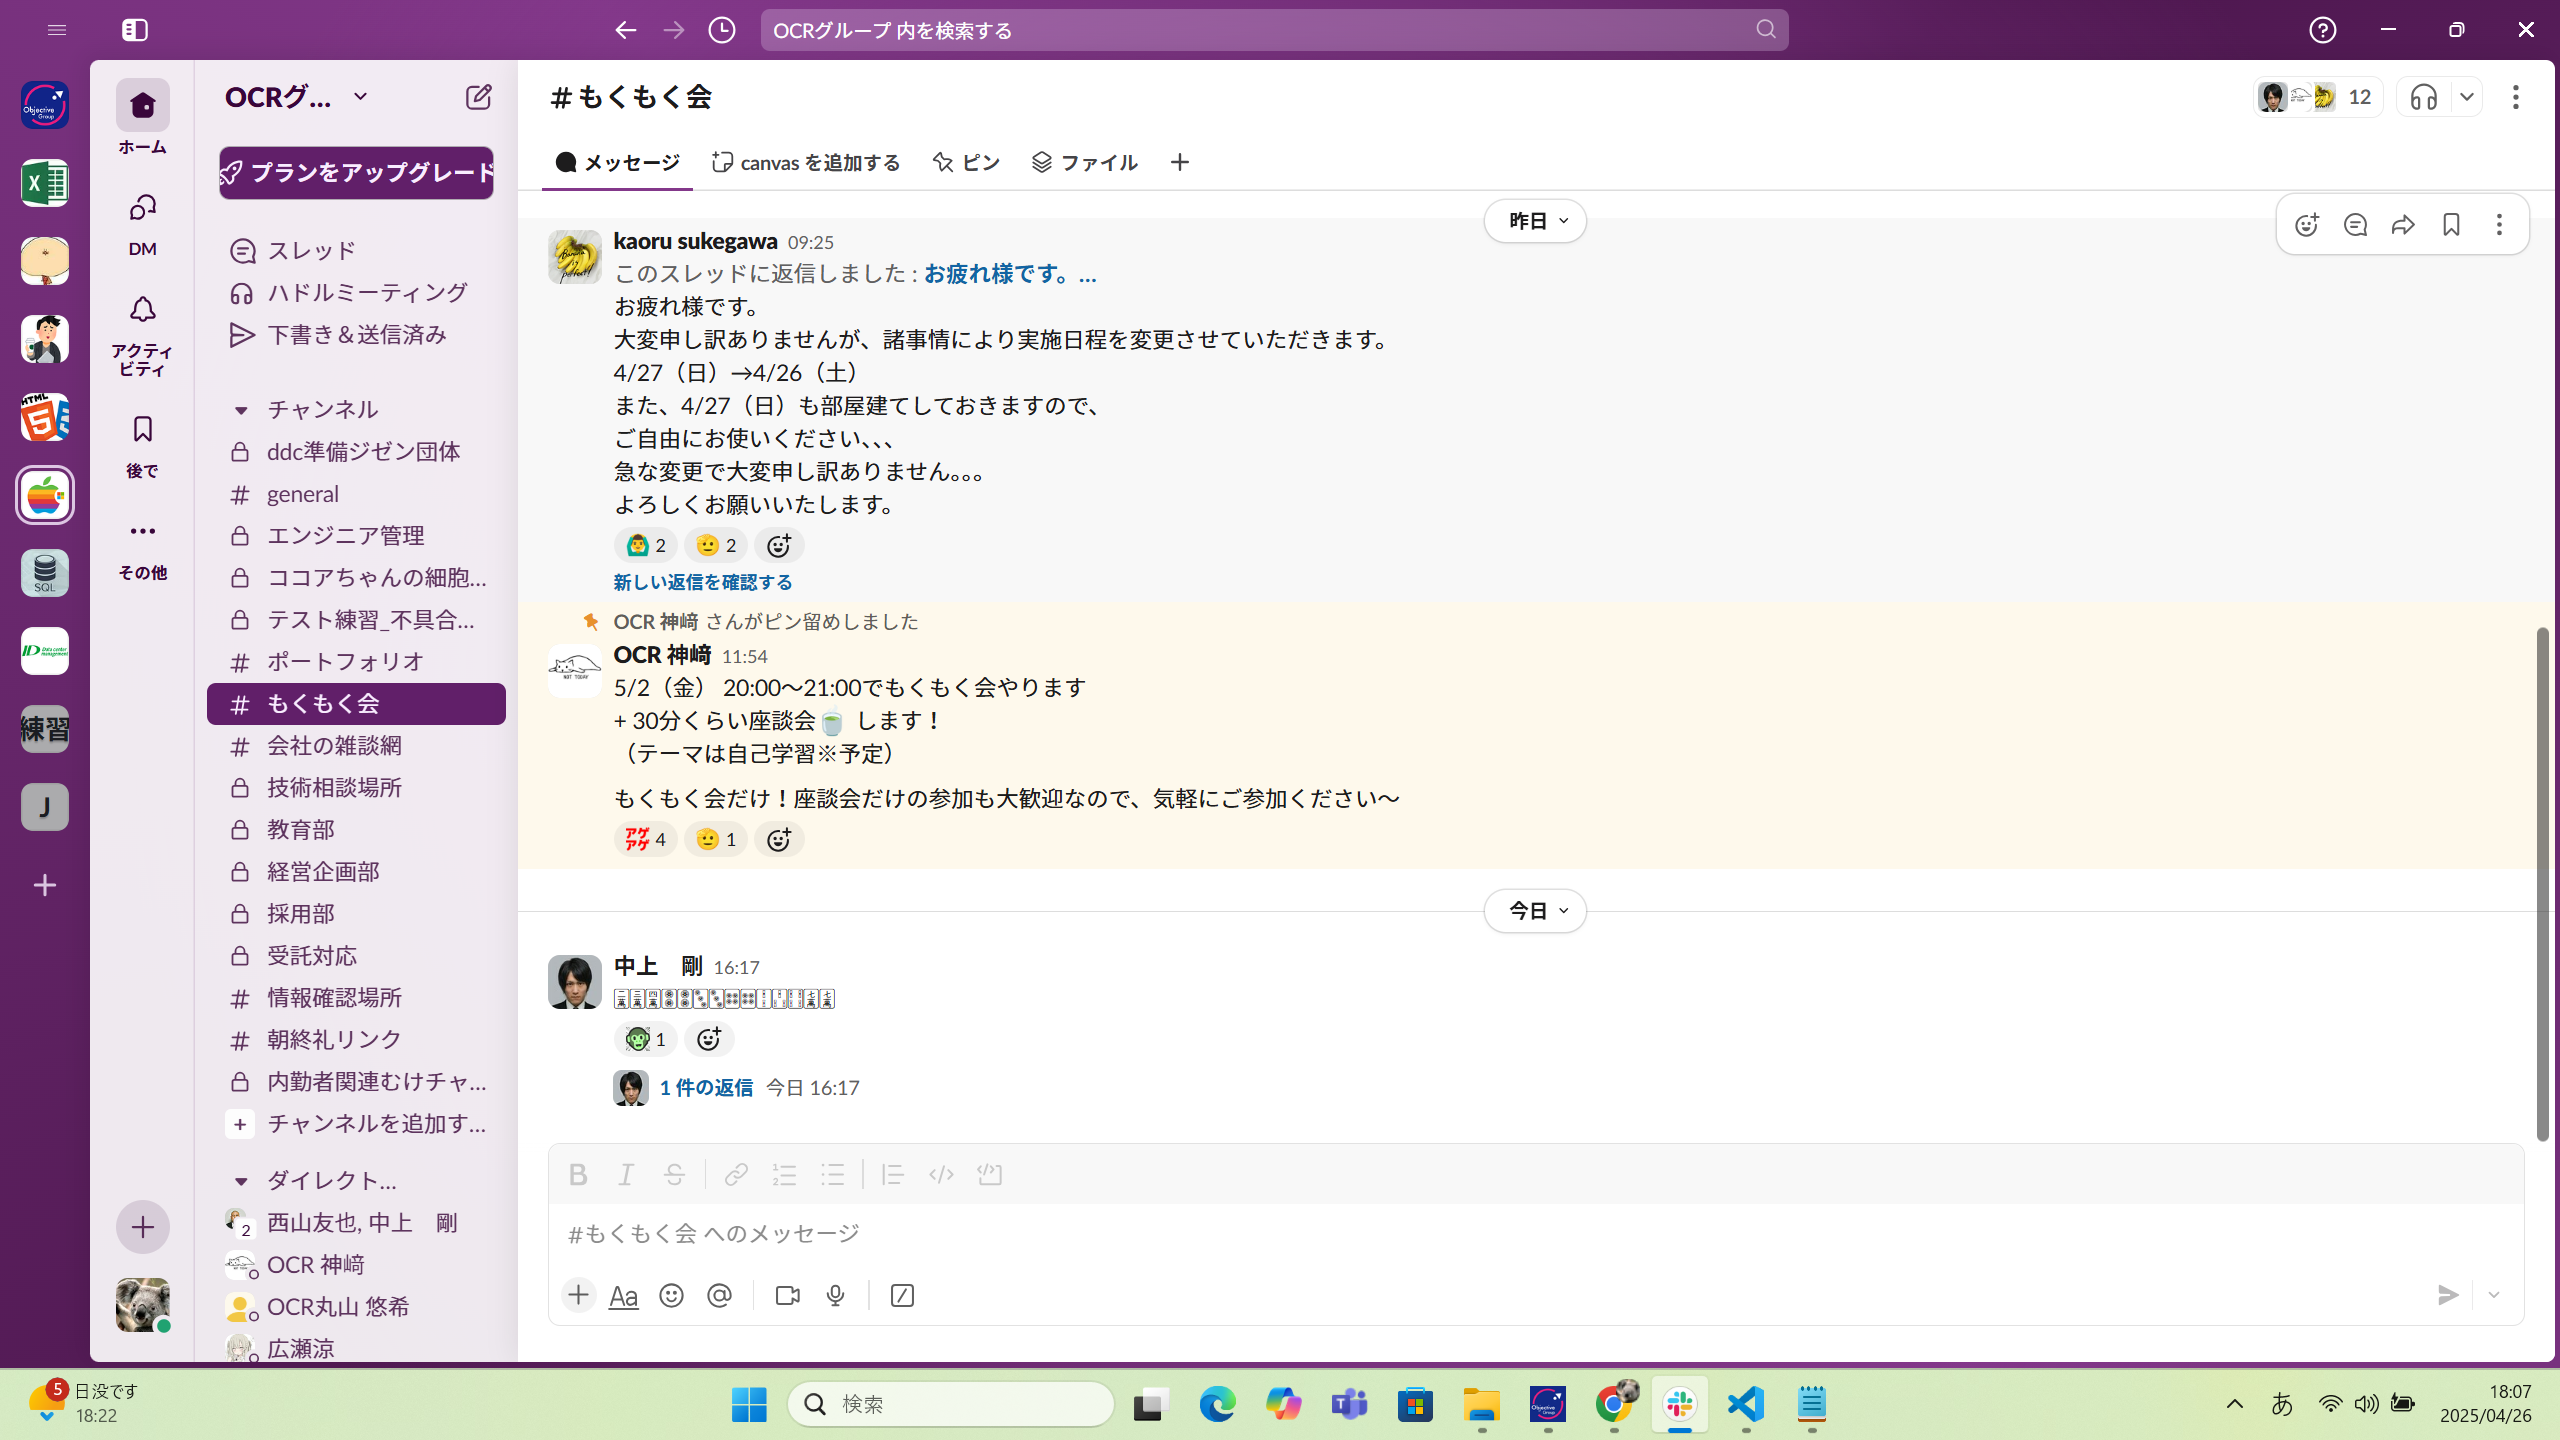 OCRグループ 内を検索する
Objective Group
SQL
練習
J
ホーム
DM
アクティ
ビティ
後で
その他
OCRグ...
プランをアップグレード
スレッド
ハドルミーティング
下書き＆送信済み
チャンネル
ddc準備ジゼン団体
# general
エンジニア管理
ココアちゃんの細胞...
テスト練習_不具合...
# ポートフォリオ
# もくもく会
# 会社の雑談網
技術相談場所
教育部
経営企画部
採用部
受託対応
# 情報確認場所
# 朝終礼リンク
内勤者関連むけチャ...
+ チャンネルを追加す...
ダイレクト...
2 西山友也, 中上　剛
OCR 神﨑
OCR丸山 悠希
広瀬涼
# もくもく会
12
メッセージ canvas を追加する ピン ファイル +
昨日
kaoru sukegawa 09:25
このスレッドに返信しました : お疲れ様です。...
お疲れ様です。
大変申し訳ありませんが、諸事情により実施日程を変更させていただきます。
4/27（日）→4/26（土）
また、4/27（日）も部屋建てしておきますので、
ご自由にお使いください、、、
急な変更で大変申し訳ありません。。。
よろしくお願いいたします。
2 2
新しい返信を確認する
OCR 神﨑 さんがピン留めしました
OCR 神﨑 11:54
5/2（金） 20:00〜21:00でもくもく会やります
+ 30分くらい座談会🍵 します！
（テーマは自己学習※予定）
もくもく会だけ！座談会だけの参加も大歓迎なので、気軽にご参加ください〜
アゲアゲ 4 1
今日
中上　剛 16:17
🀈🀉🀊🀠🀠🀛🀛🀜🀜🀒🀓🀔🀍🀍
1
1 件の返信 今日 16:17
B I S
#もくもく会 へのメッセージ
Aa
5 日没です
18:22
検索
あ
18:07
2025/04/26